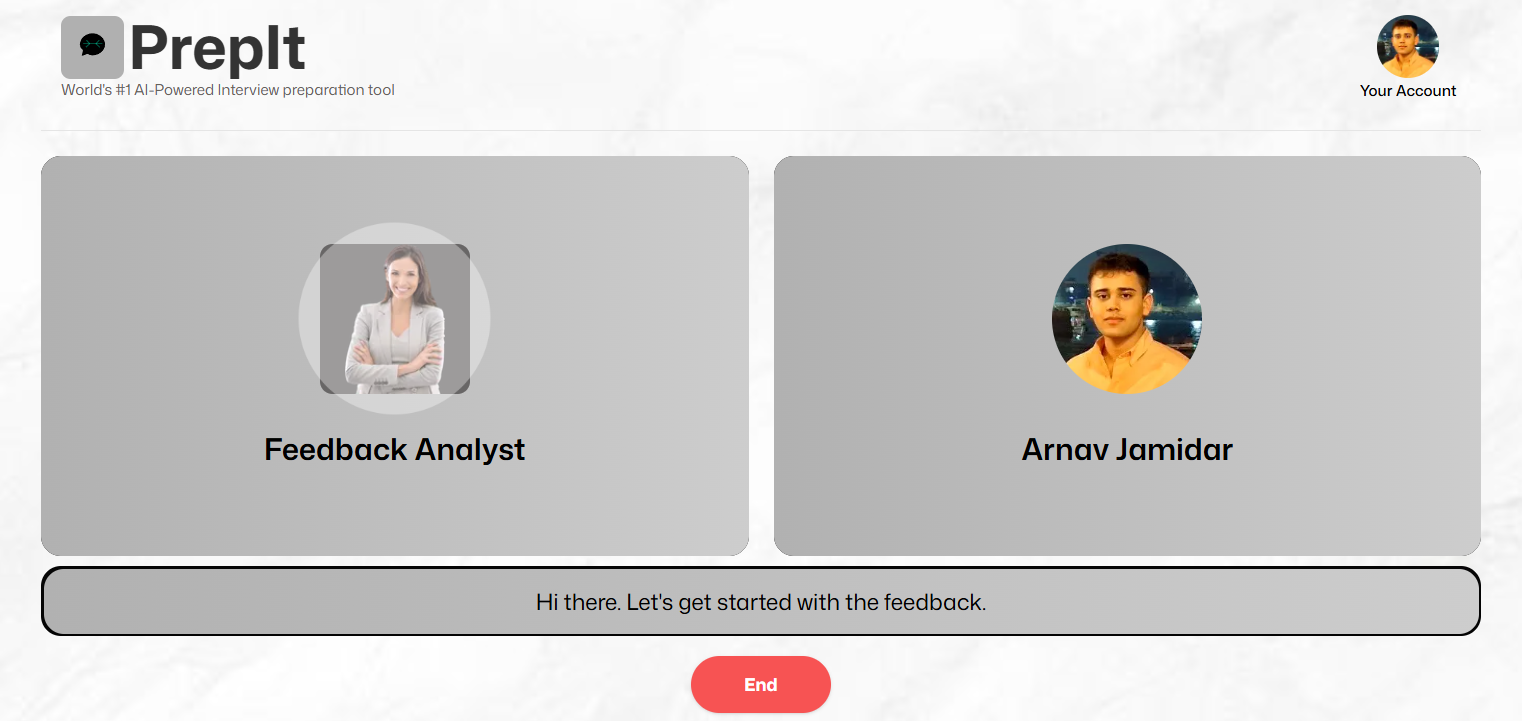 PrepIt
World's #1 AI-Powered Interview preparation tool
Your Account
Feedback Analyst
Arnav Jamidar
Hi there. Let's get started with the feedback.
End